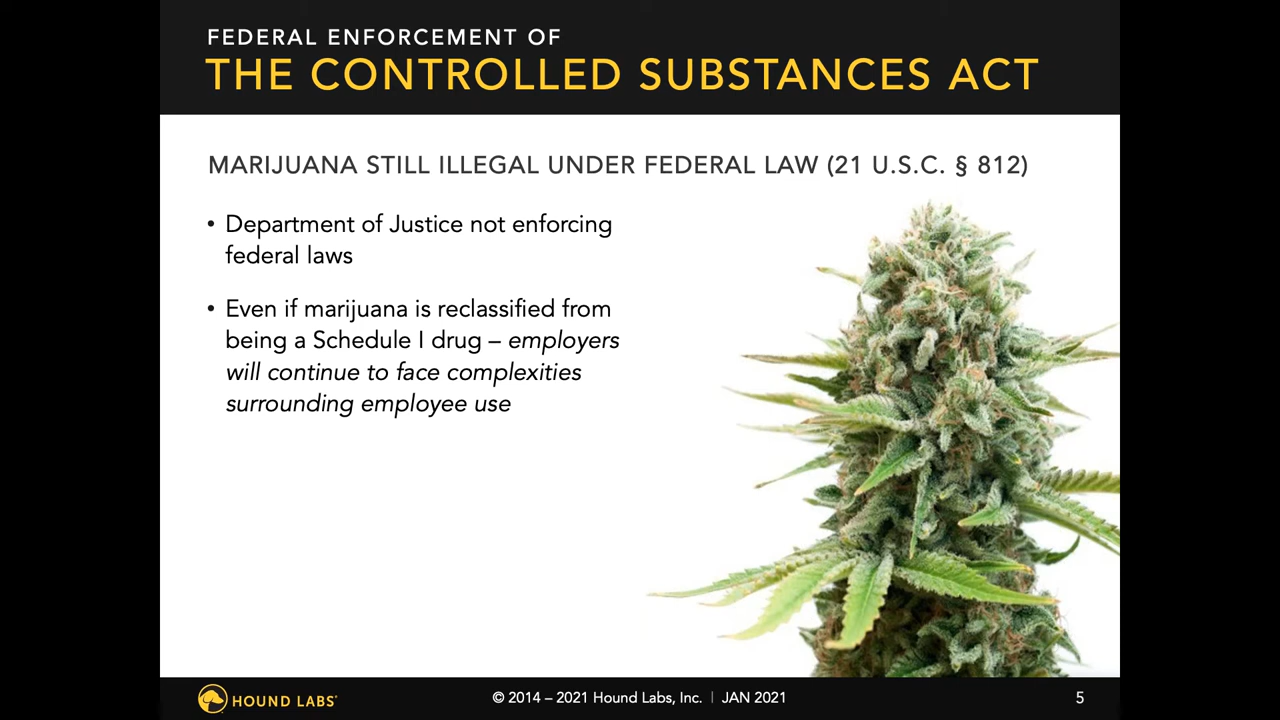 FEDERAL ENFORCEMENT OF
THE CONTROLLED SUBSTANCES ACT
MARIJUANA STILL ILLEGAL UNDER FEDERAL LAW (21 U.S.C. § 812)
• Department of Justice not enforcing
federal laws
• Even if marijuana is reclassified from
being a Schedule I drug – employers
will continue to face complexities
surrounding employee use
HOUND LABS®
© 2014 – 2021 Hound Labs, Inc. | JAN 2021
5